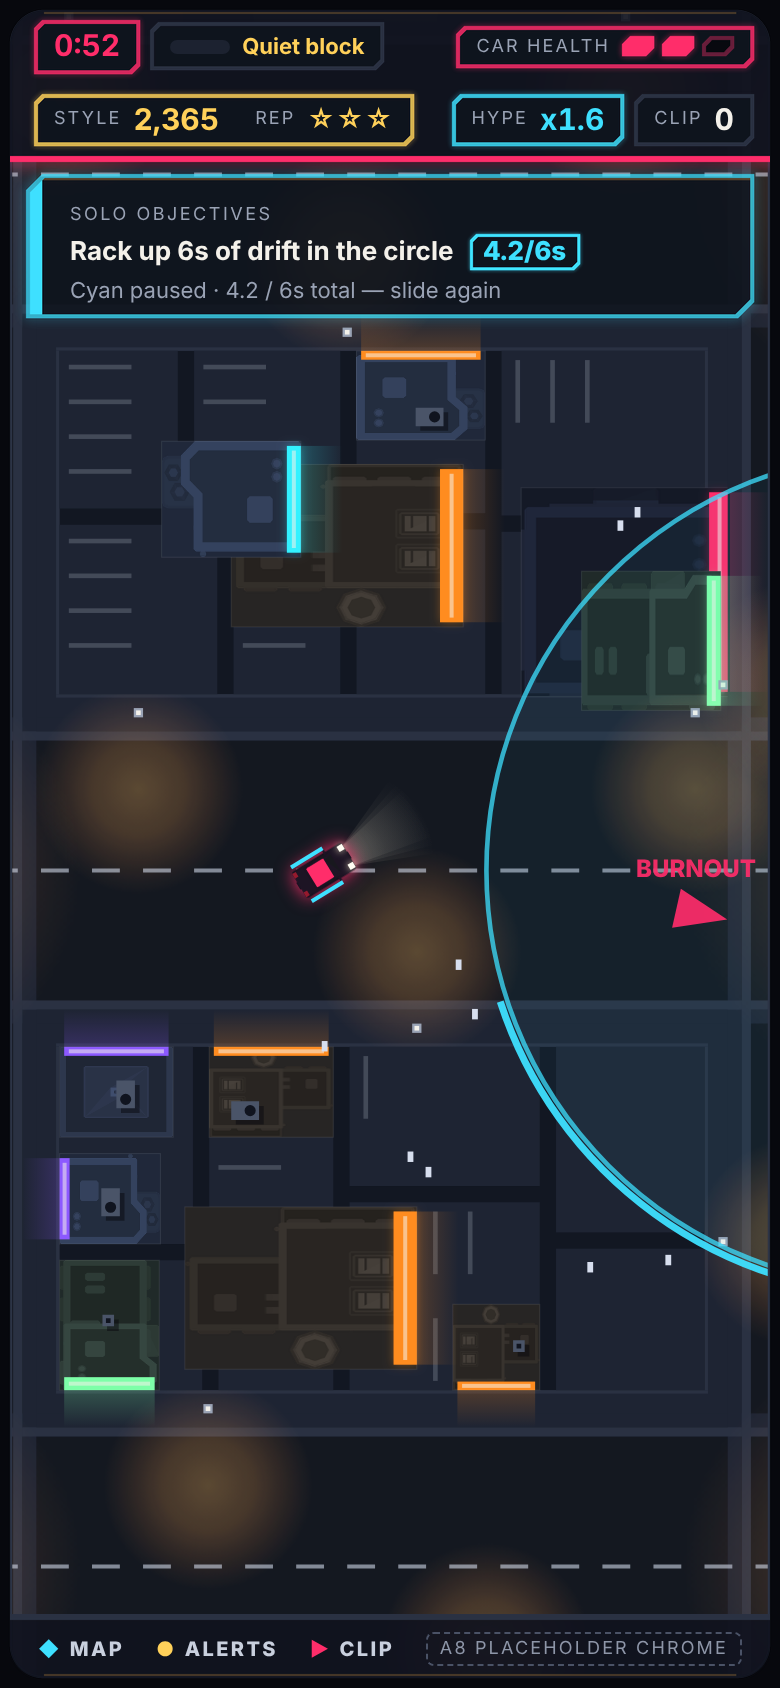 0:52 Quiet block CAR HEALTH
STYLE 2,365 REP ☆☆☆ HYPE x1.6 CLIP 0
SOLO OBJECTIVES
Rack up 6s of drift in the circle 4.2/6s
Cyan paused · 4.2 / 6s total — slide again
BURNOUT
MAP ALERTS CLIP A8 PLACEHOLDER CHROME